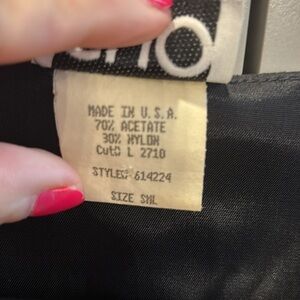 MADE IN U.S.A.
70% ACETATE
30% NYLON
Cut# L 2710
STYLE# 614224
SIZE SML